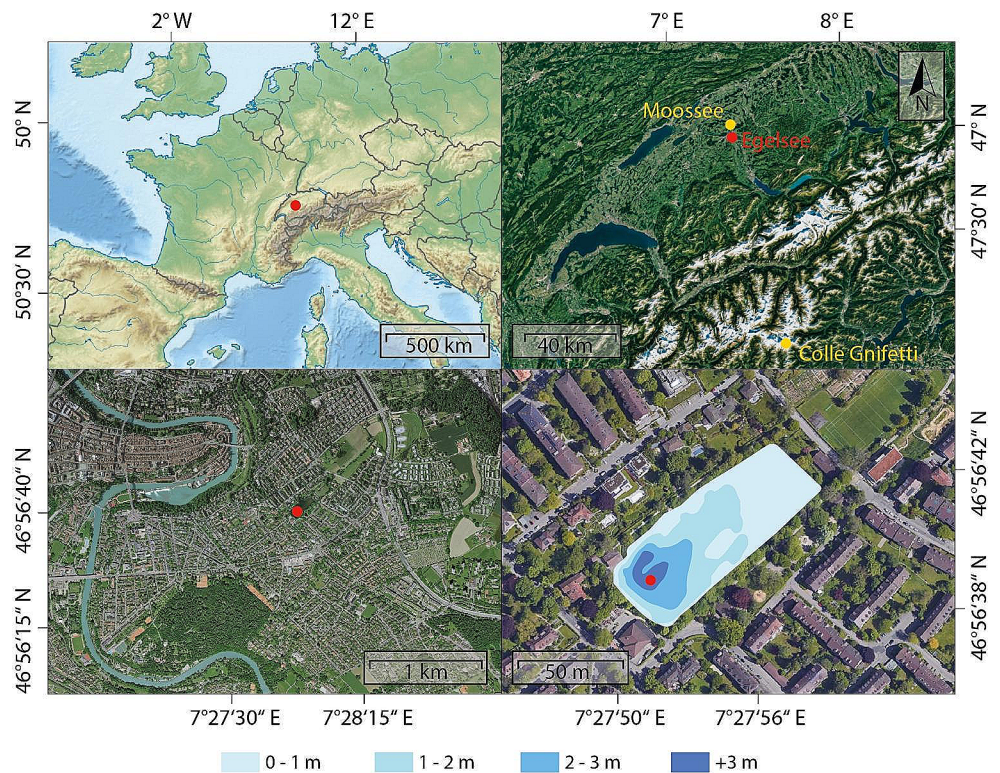 2° W
12° E
7° E
8° E
50° N
50°30' N
500 km
N
Moossee
Egelsee
Colle Gnifetti
40 km
47° N
47°30' N
46°56'40" N
46°56'15" N
1 km
50 m
46°56'42" N
46°56'38" N
7°27'30" E
7°28'15" E
7°27'50" E
7°27'56" E
0 - 1 m
1 - 2 m
2 - 3 m
+3 m